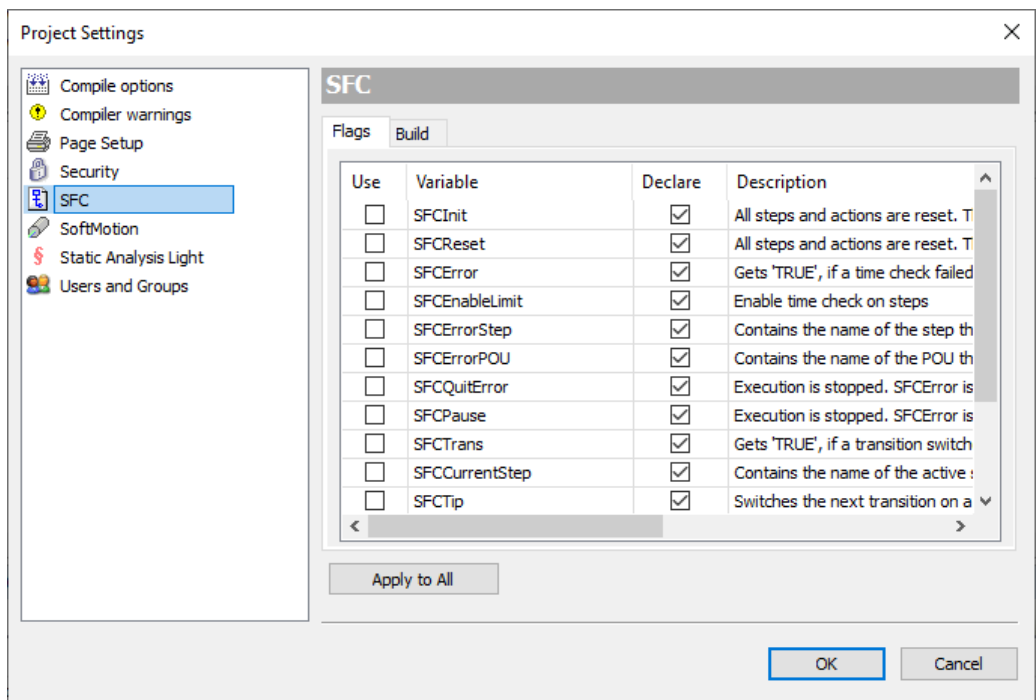 Project Settings
Compile options
Compiler warnings
Page Setup
Security
SFC
SoftMotion
Static Analysis Light
Users and Groups
SFC
Flags Build
Use Variable Declare Description
SFCInit All steps and actions are reset. T
SFCReset All steps and actions are reset. T
SFCError Gets 'TRUE', if a time check failed
SFCEnableLimit Enable time check on steps
SFCErrorStep Contains the name of the step th
SFCErrorPOU Contains the name of the POU th
SFCQuitError Execution is stopped. SFCError is
SFCPause Execution is stopped. SFCError is
SFCTrans Gets 'TRUE', if a transition switch
SFCCurrentStep Contains the name of the active s
SFCTip Switches the next transition on a
Apply to All
OK Cancel